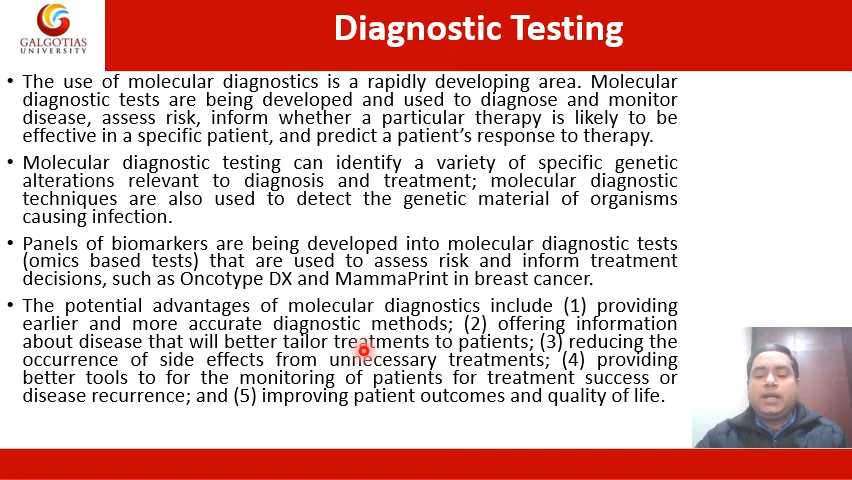 GALGOTIAS
UNIVERSITY
Diagnostic Testing
• The use of molecular diagnostics is a rapidly developing area. Molecular
diagnostic tests are being developed and used to diagnose and monitor
disease, assess risk, inform whether a particular therapy is likely to be
effective in a specific patient, and predict a patient's response to therapy.
• Molecular diagnostic testing can identify a variety of specific genetic
alterations relevant to diagnosis and treatment; molecular diagnostic
techniques are also used to detect the genetic material of organisms
causing infection.
• Panels of biomarkers are being developed into molecular diagnostic tests
(omics based tests) that are used to assess risk and inform treatment
decisions, such as Oncotype DX and MammaPrint in breast cancer.
• The potential advantages of molecular diagnostics include (1) providing
earlier and more accurate diagnostic methods; (2) offering information
about disease that will better tailor treatments to patients; (3) reducing the
occurrence of side effects from unnecessary treatments; (4) providing
better tools to for the monitoring of patients for treatment success or
disease recurrence; and (5) improving patient outcomes and quality of life.